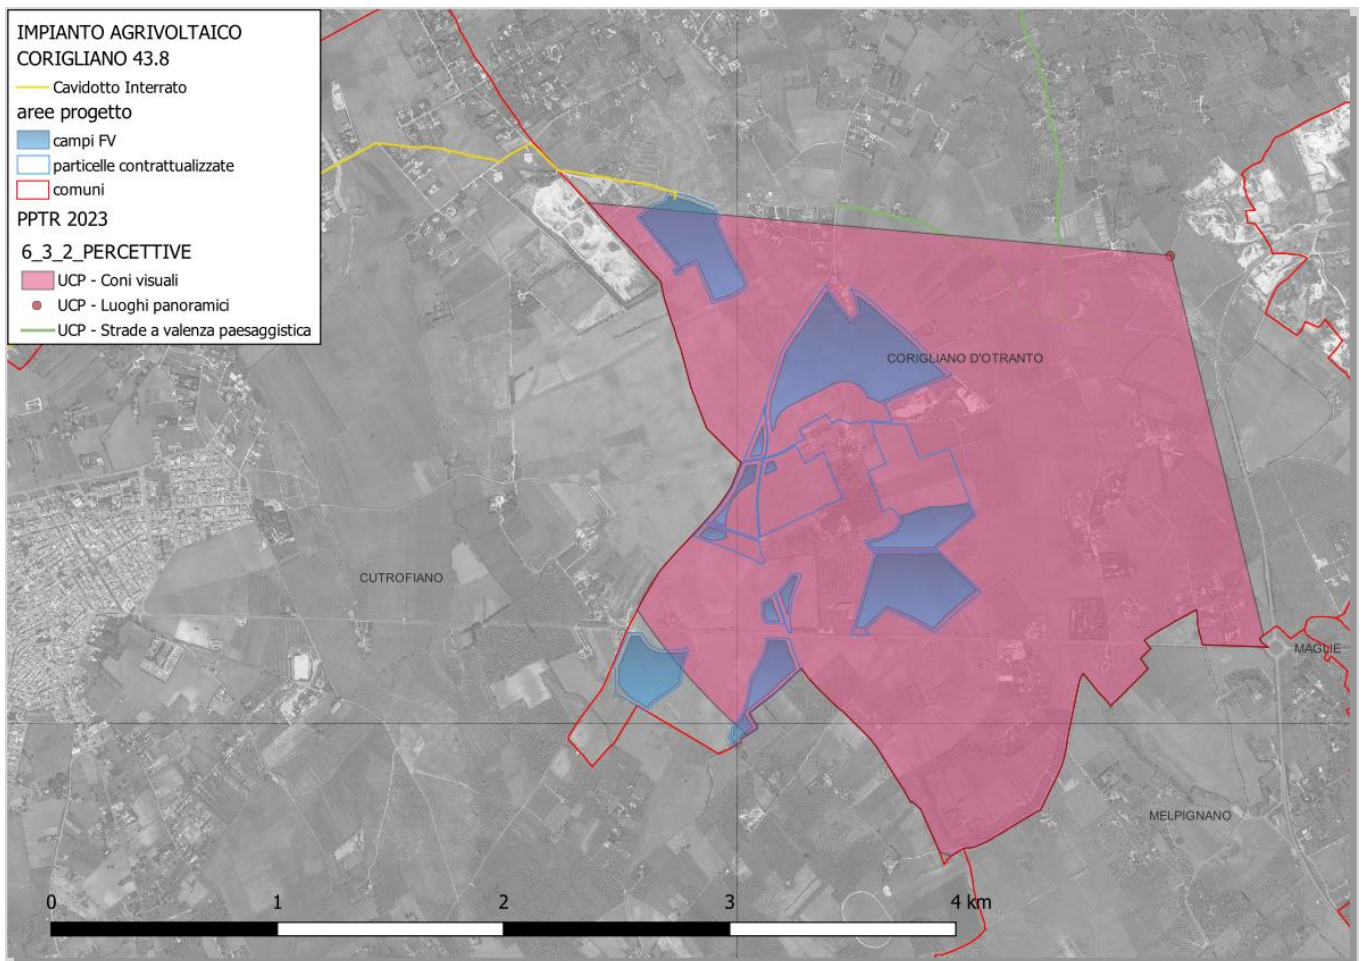 IMPIANTO AGRIVOLTAICO
CORIGLIANO 43.8
Cavidotto Interrato
aree progetto
campi FV
particelle contrattualizzate
comuni
PPTR 2023
6_3_2_PERCETTIVE
UCP - Coni visuali
UCP - Luoghi panoramici
UCP - Strade a valenza paesaggistica
CORIGLIANO D'OTRANTO
CUTROFIANO
MAGLIE
MELPIGNANO
0 1 2 3 4 km